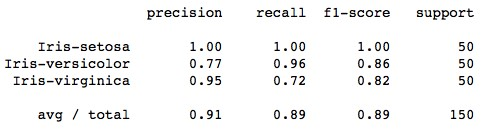 precision recall f1-score support
Iris-setosa 1.00 1.00 1.00 50
Iris-versicolor 0.77 0.96 0.86 50
Iris-virginica 0.95 0.72 0.82 50
avg / total 0.91 0.89 0.89 150